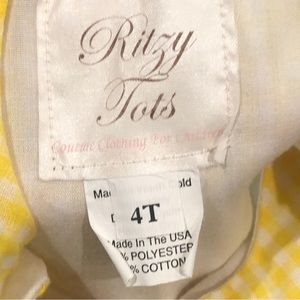 Ritzy
Tots
Couture Clothing For Children
4T
Made In The USA
% POLYESTER
% COTTON